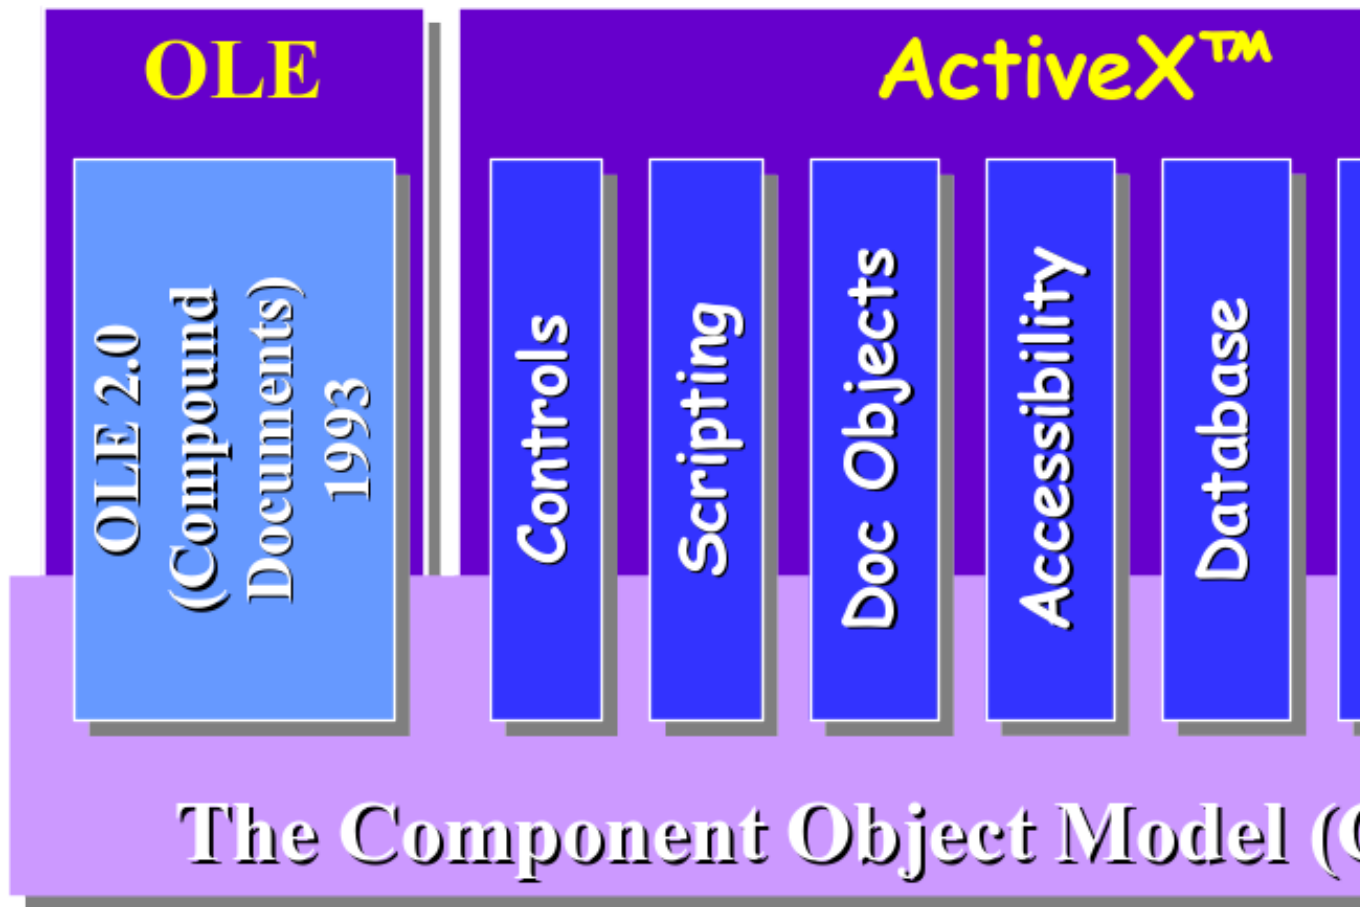 OLE
ActiveX™
OLE 2.0
(Compound
Documents)
1993
Controls
Scripting
Doc Objects
Accessibility
Database
The Component Object Model (